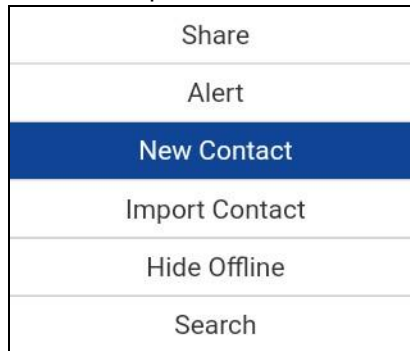 Share
Alert
New Contact
Import Contact
Hide Offline
Search